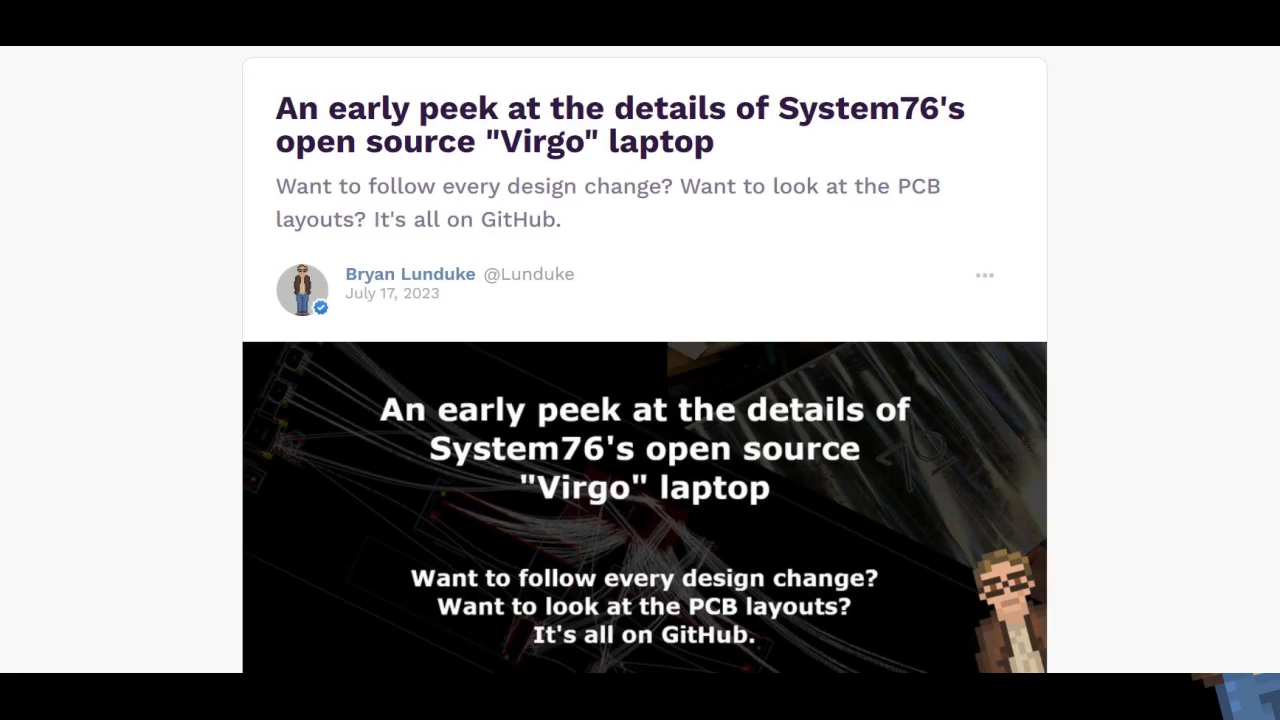 An early peek at the details of System76's
open source "Virgo" laptop
Want to follow every design change? Want to look at the PCB
layouts? It's all on GitHub.
Bryan Lunduke @Lunduke
July 17, 2023
An early peek at the details of
System76's open source
"Virgo" laptop
76
Want to follow every design change?
Want to look at the PCB layouts?
It's all on GitHub.